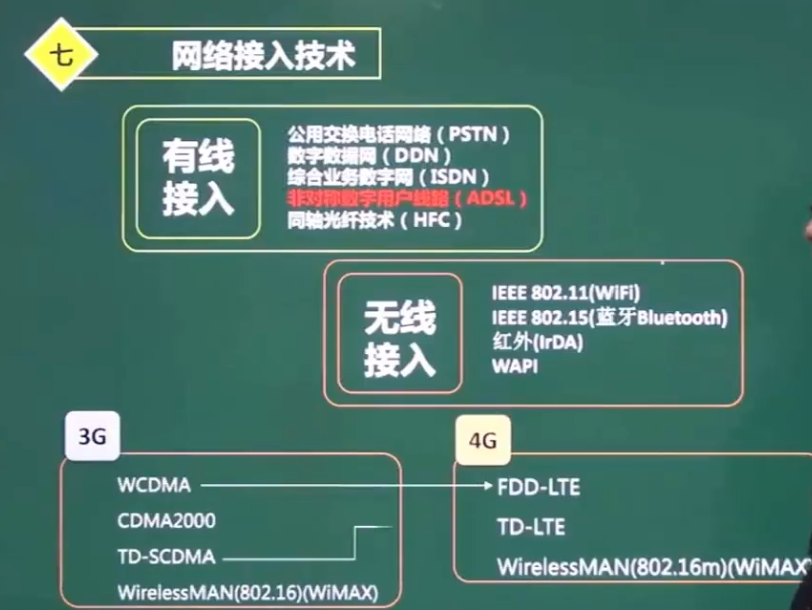 七
网络接入技术
有线
接入
公用交换电话网络（PSTN）
数字数据网（DDN）
综合业务数字网（ISDN）
非对称数字用户线路（ADSL）
同轴光纤技术（HFC）
无线
接入
IEEE 802.11(WiFi)
IEEE 802.15(蓝牙Bluetooth)
红外(IrDA)
WAPI
3G
WCDMA
CDMA2000
TD-SCDMA
WirelessMAN(802.16)(WiMAX)
4G
FDD-LTE
TD-LTE
WirelessMAN(802.16m)(WiMAX